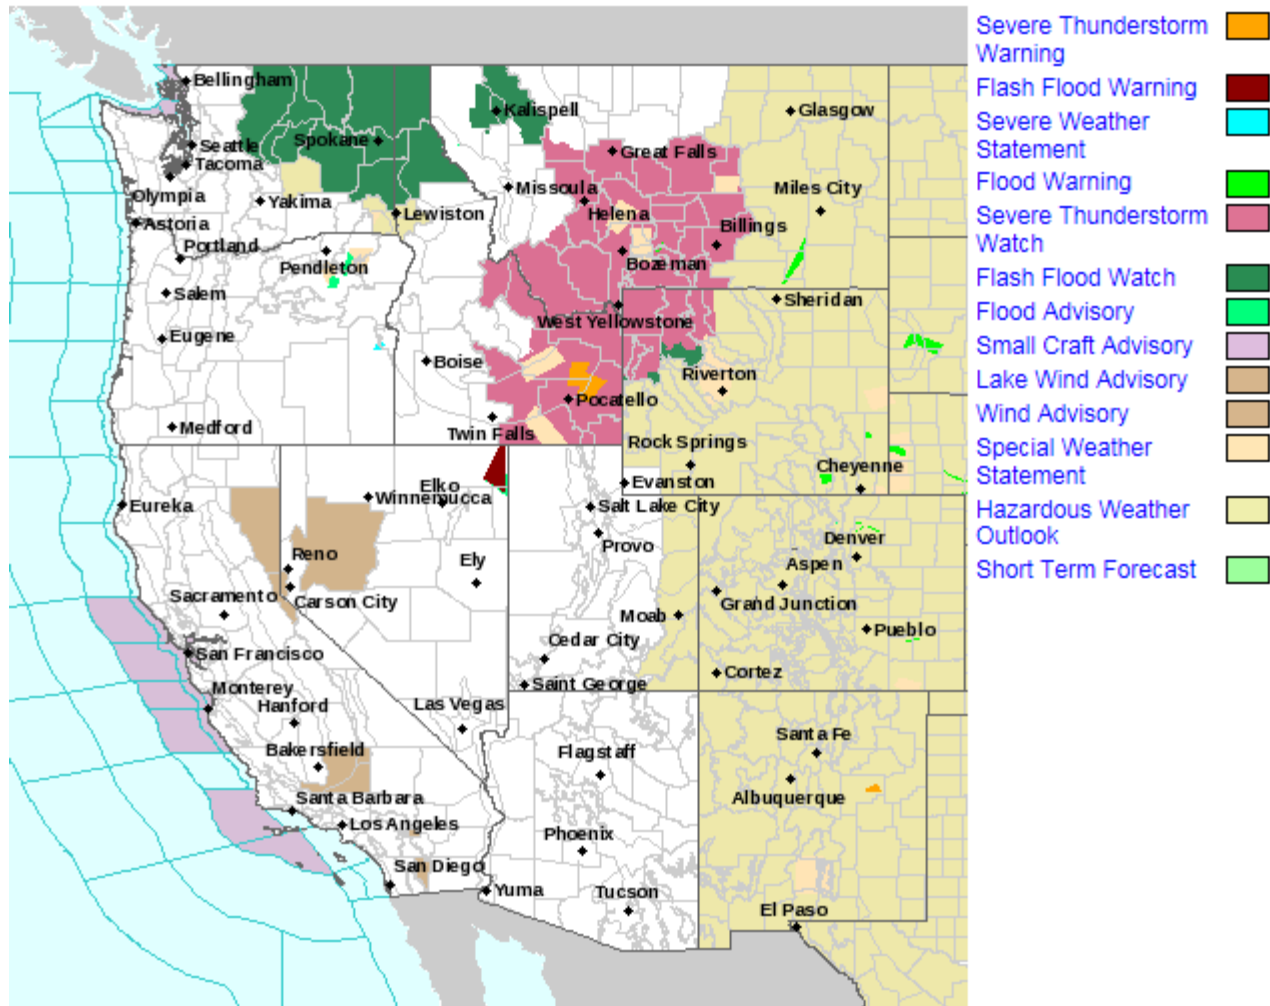 Bellingham
Seattle
Tacoma
Olympia
Spokane
Kalispell
Glasgow
Great Falls
Missoula
Miles City
Yakima
Lewiston
Helena
Astoria
Billings
Portland
Pendleton
Bozeman
Salem
Sheridan
West Yellowstone
Eugene
Boise
Riverton
Pocatello
Medford
Twin Falls
Rock Springs
Cheyenne
Elko
Evanston
Winnemucca
Eureka
Salt Lake City
Provo
Denver
Reno
Ely
Aspen
Sacramento
Carson City
Grand Junction
Moab
Pueblo
Cedar City
San Francisco
Cortez
Saint George
Monterey
Hanford
Las Vegas
Santa Fe
Flagstaff
Bakersfield
Albuquerque
Santa Barbara
Los Angeles
Phoenix
San Diego
Yuma
Tucson
El Paso
Severe Thunderstorm
Warning
Flash Flood Warning
Severe Weather
Statement
Flood Warning
Severe Thunderstorm
Watch
Flash Flood Watch
Flood Advisory
Small Craft Advisory
Lake Wind Advisory
Wind Advisory
Special Weather
Statement
Hazardous Weather
Outlook
Short Term Forecast